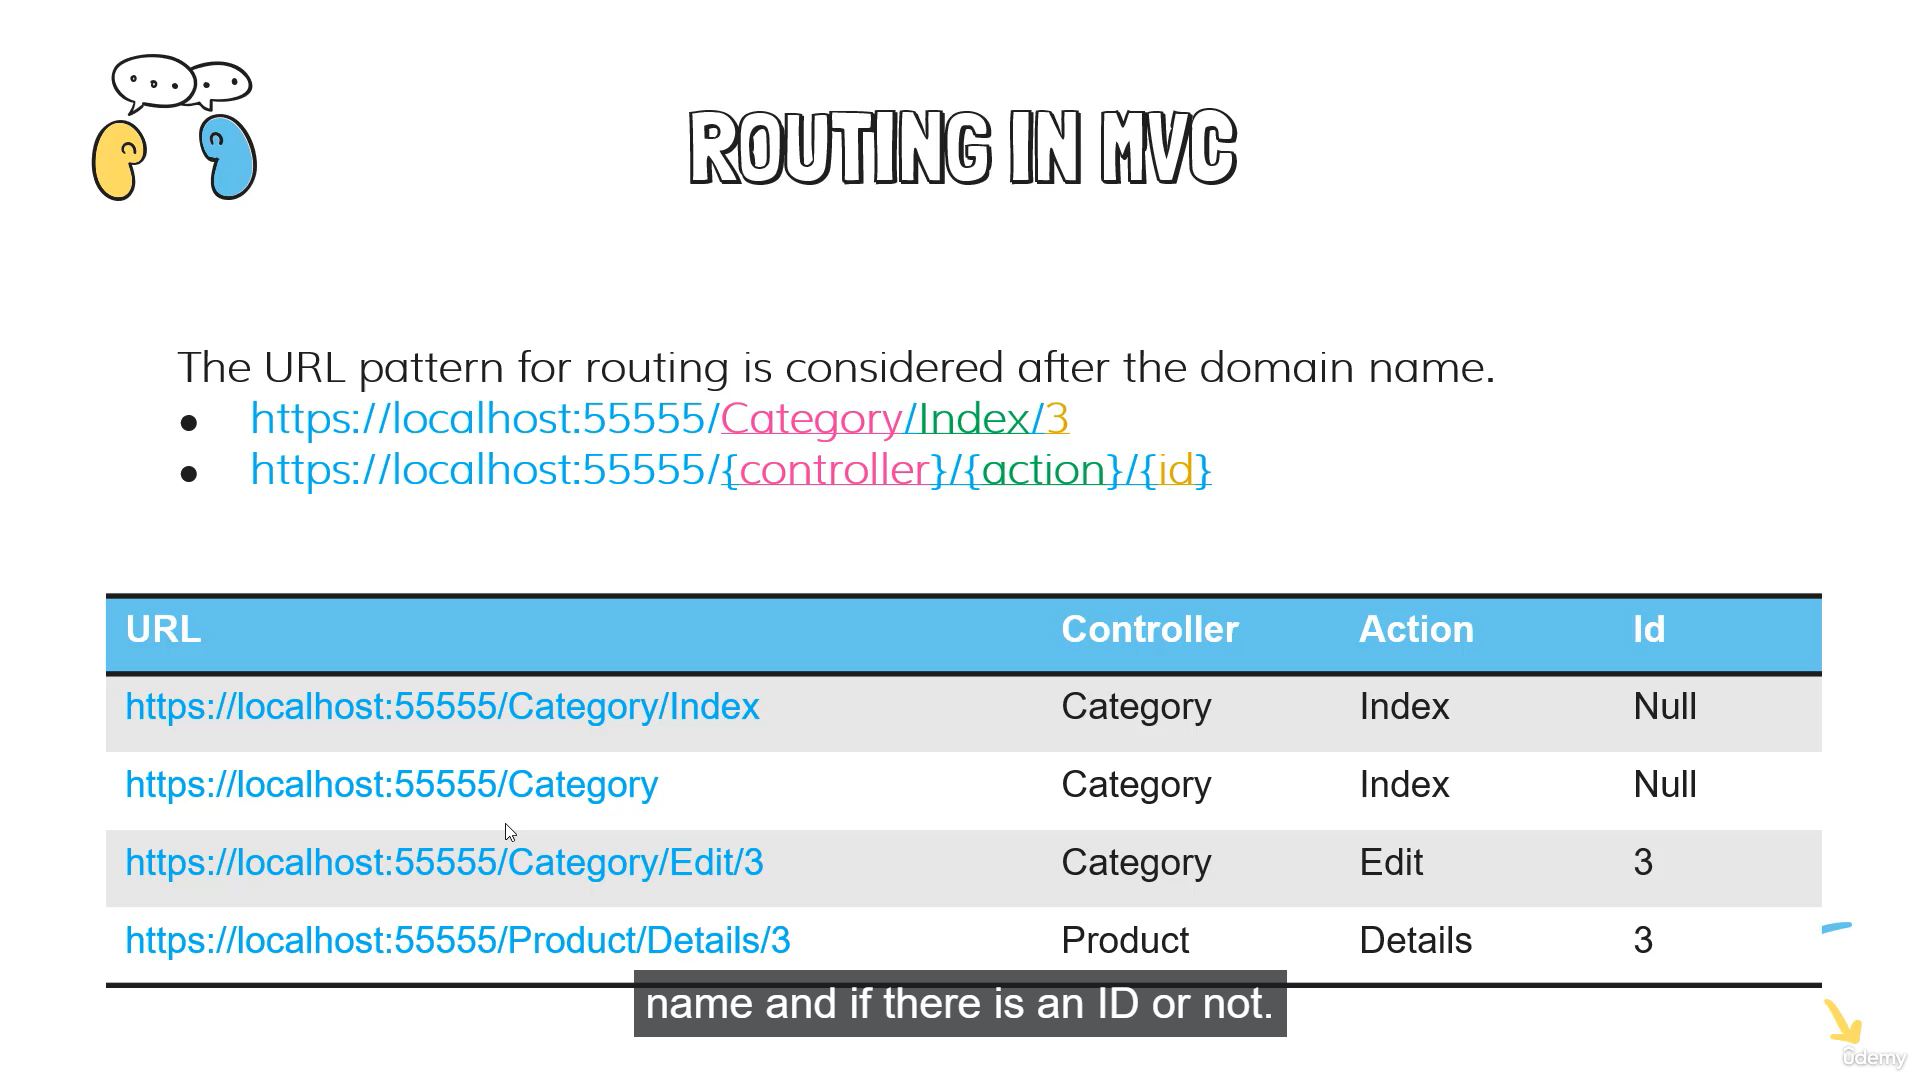 ROUTING IN MVC
The URL pattern for routing is considered after the domain name.
● https://localhost:55555/Category/Index/3
● https://localhost:55555/{controller}/{action}/{id}
URL Controller Action Id
https://localhost:55555/Category/Index Category Index Null
https://localhost:55555/Category Category Index Null
https://localhost:55555/Category/Edit/3 Category Edit 3
https://localhost:55555/Product/Details/3 Product Details 3
name and if there is an ID or not.
ûdemy